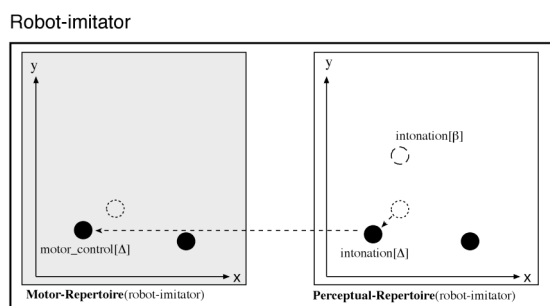 Robot-imitator
y
y
intonation[β]
motor_control[Δ]
intonation[Δ]
x
x
Motor-Repertoire(robot-imitator)
Perceptual-Repertoire(robot-imitator)